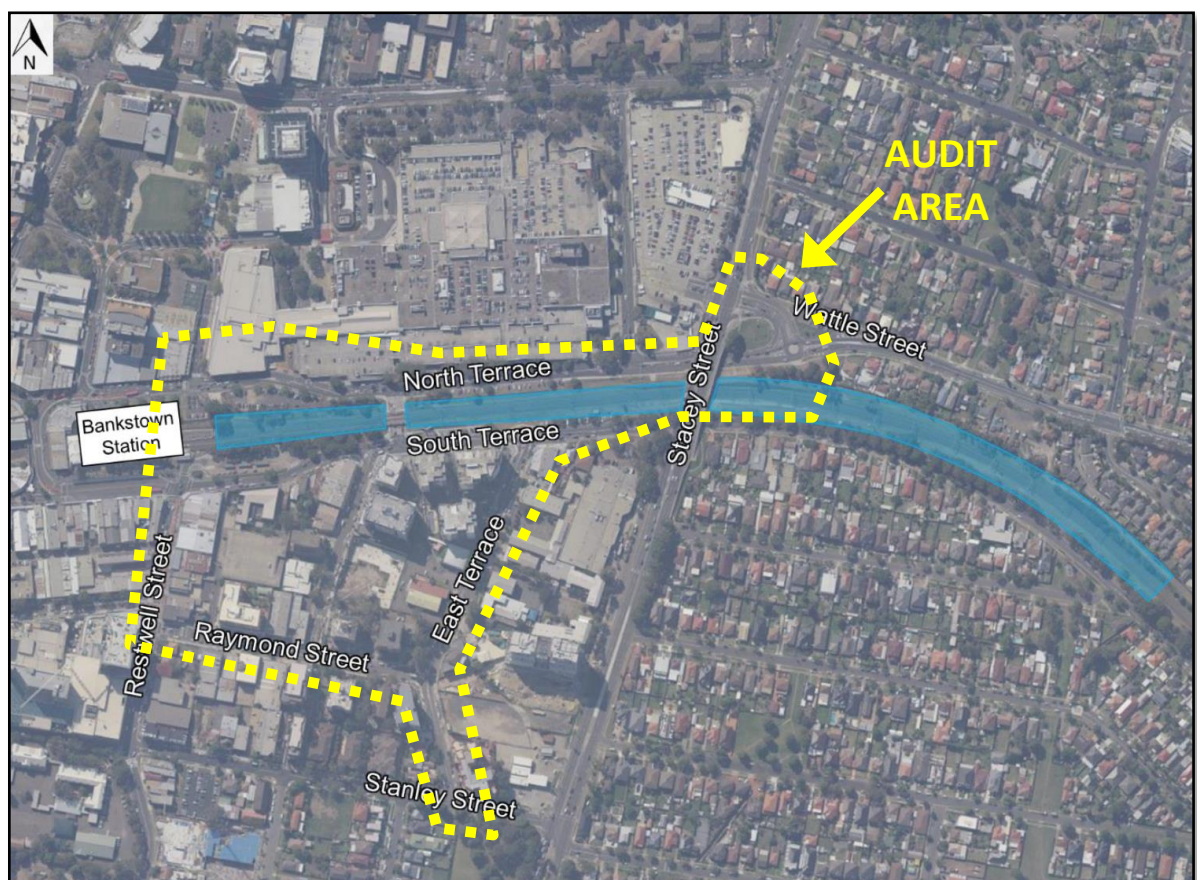 N
AUDIT
AREA
Wattle Street
North Terrace
Stacey Street
Bankstown
Station
South Terrace
East Terrace
Restwell Street
Raymond Street
Stanley Street